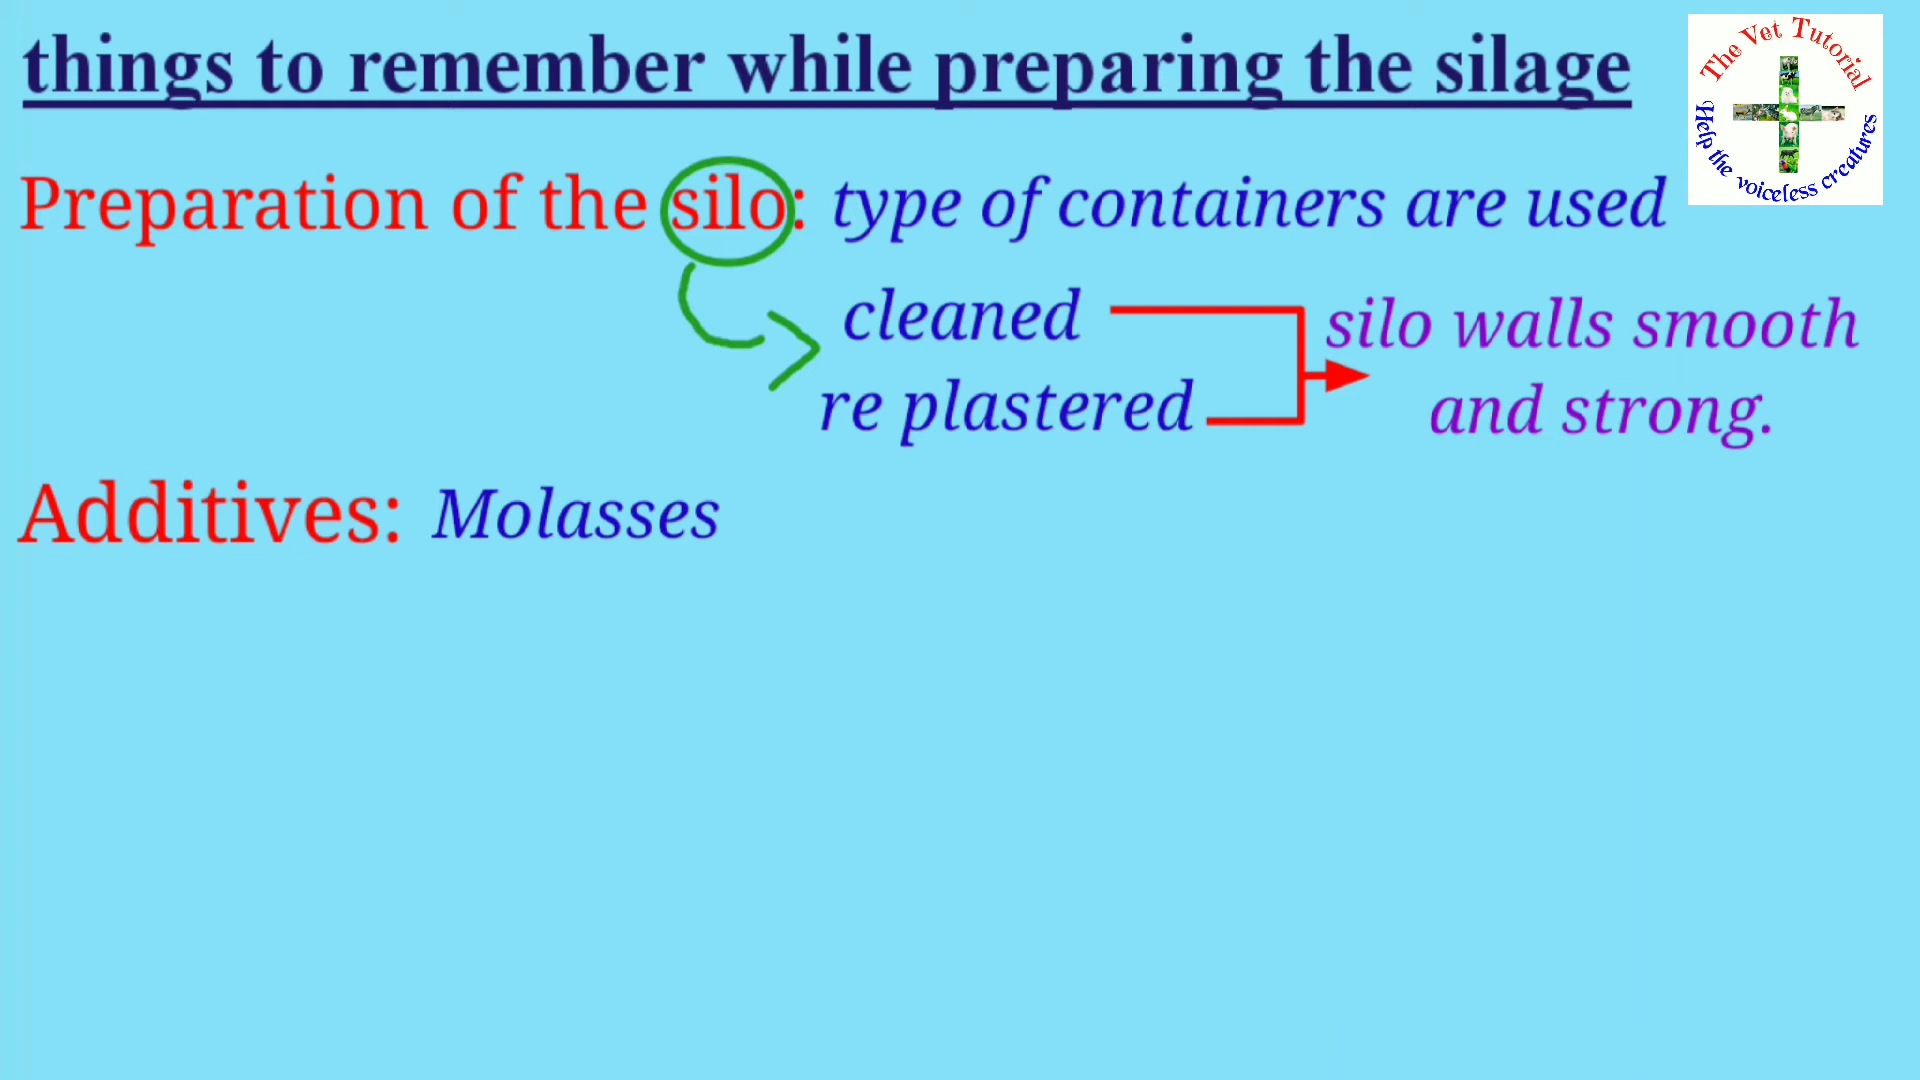 things to remember while preparing the silage
The Vet Tutorial
Help the voiceless creatures
Preparation of the silo: type of containers are used
cleaned
re plastered
silo walls smooth
and strong.
Additives: Molasses